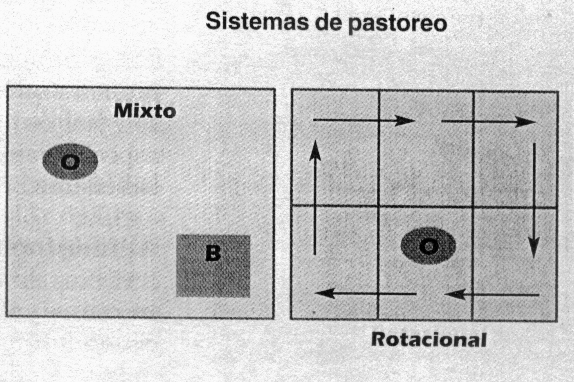 Sistemas de pastoreo
Mixto
O
B
O
Rotacional